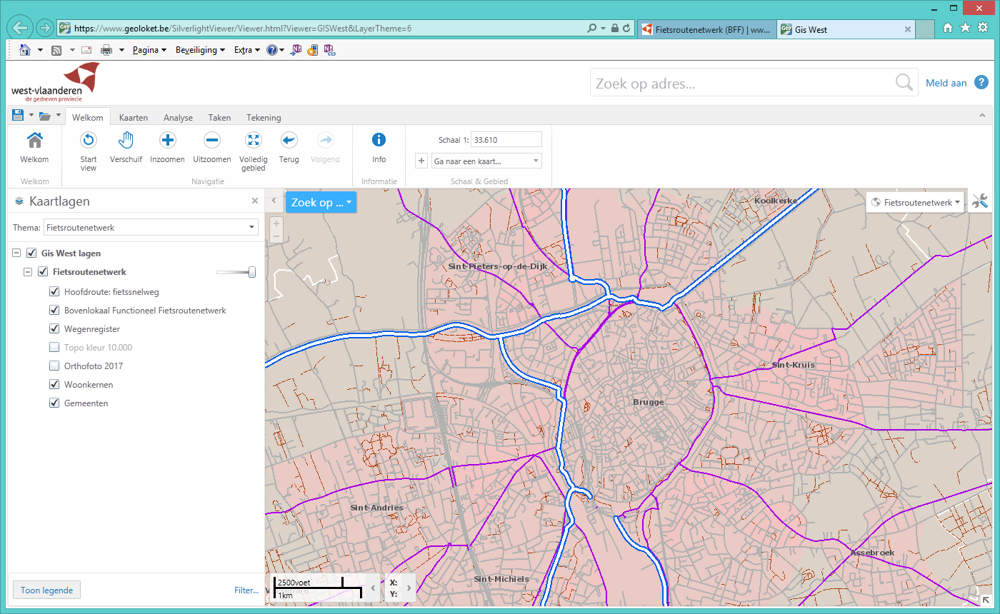 https://www.geoloket.be/SilverlightViewer/Viewer.html?Viewer=GISWest&LayerTheme=6
Fietsroutenetwerk (BFF) | ww...
Gis West
Pagina
Beveiliging
Extra
west-vlaanderen
de gedreven provincie
Zoek op adres...
Meld aan
Welkom
Kaarten
Analyse
Taken
Tekening
Welkom
Start view
Verschuif
Inzoomen
Uitzoomen
Volledig gebied
Terug
Volgend
Info
Schaal 1: 33.610
Ga naar een kaart...
Welkom
Navigatie
Informatie
Schaal & Gebied
Kaartlagen
Thema: Fietsroutenetwerk
Gis West lagen
Fietsroutenetwerk
Hoofdroute: fietssnelweg
Bovenlokaal Functioneel Fietsroutenetwerk
Wegenregister
Topo kleur 10.000
Orthofoto 2017
Woonkernen
Gemeenten
Toon legende
Filter...
Zoek op ...
Fietsroutenetwerk
Koolkerke
Sint-Pieters-op-de-Dijk
Sint-Kruis
Brugge
Sint-Andries
Assebroek
Sint-Michiels
2500voet
1km
X:
Y: